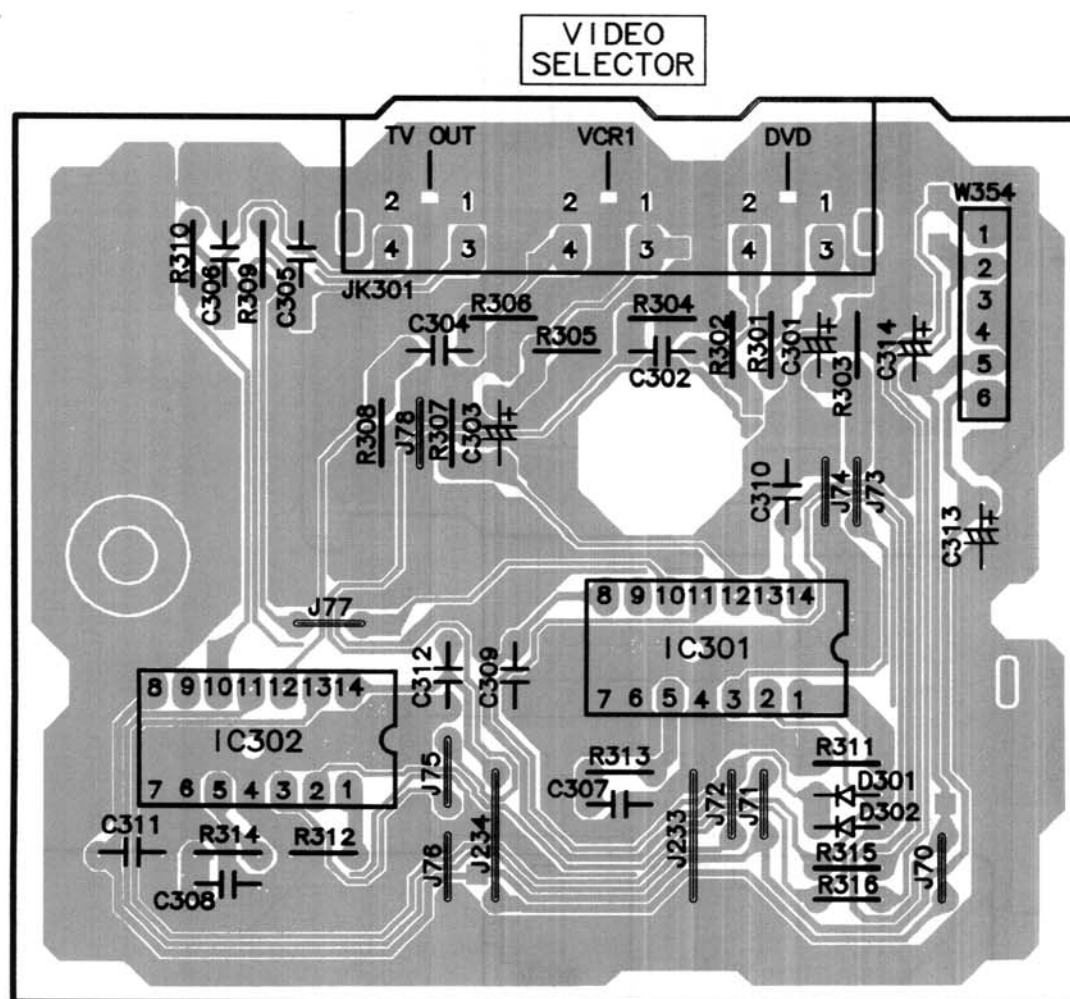 VIDEO
SELECTOR
TV OUT VCR1 DVD
2 1 2 1 2 1
W354
4 3 4 3 4 3
1
2
3
4
5
6
R310
C306
R309
C305
JK301
R306
R304
C304
R305
C302
R302
R301
C301
R303
C314
R308
J78
R307
C303
C310
J74
J73
C313
J77
8 9 10 11 12 13 14
IC301
7 6 5 4 3 2 1
C312
C309
8 9 10 11 12 13 14
IC302
7 6 5 4 3 2 1
J75
R313
C307
J72
J71
R311
D301
D302
C311
R314
R312
C308
J76
J234
J233
R315
R316
J70